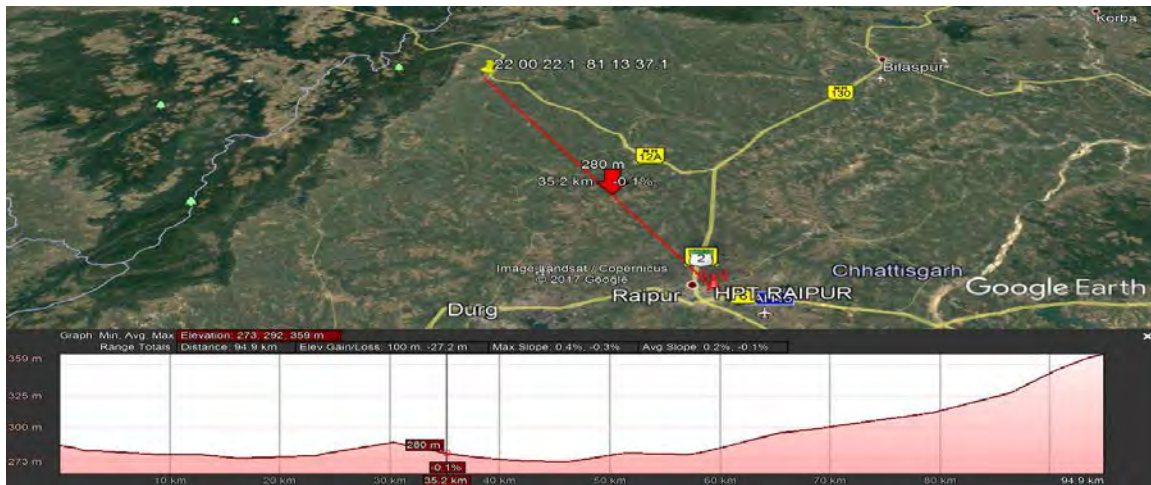 Korba
22 00 22.1 81 13 37.1
Bilaspur
NH
130
NH
12A
280 m
35.2 km -0.1%
2
Image Landsat / Copernicus
© 2017 Google
Chhattisgarh
Raipur HPT RAIPUR
Google Earth
Durg
Graph: Min, Avg, Max Elevation: 273, 292, 359 m
Range Totals: Distance: 94.9 km Elev Gain/Loss: 100 m, -27.2 m Max Slope: 0.4%, -0.3% Avg Slope: 0.2%, -0.1%
359 m
325 m
300 m
280 m
273 m
-0.1%
10 km 20 km 30 km 35.2 km 40 km 50 km 60 km 70 km 80 km 94.9 km